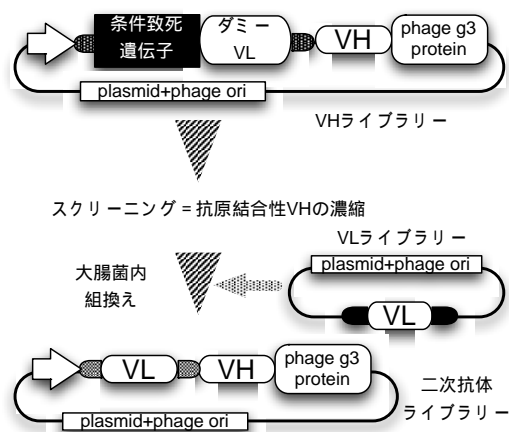 条件致死
遺伝子
ダミー
VL
VH
phage g3
protein
plasmid+phage ori
VHライブラリー
スクリーニング＝抗原結合性VHの濃縮
VLライブラリー
大腸菌内
組換え
plasmid+phage ori
VL
VL
VH
phage g3
protein
二次抗体
ライブラリー
plasmid+phage ori